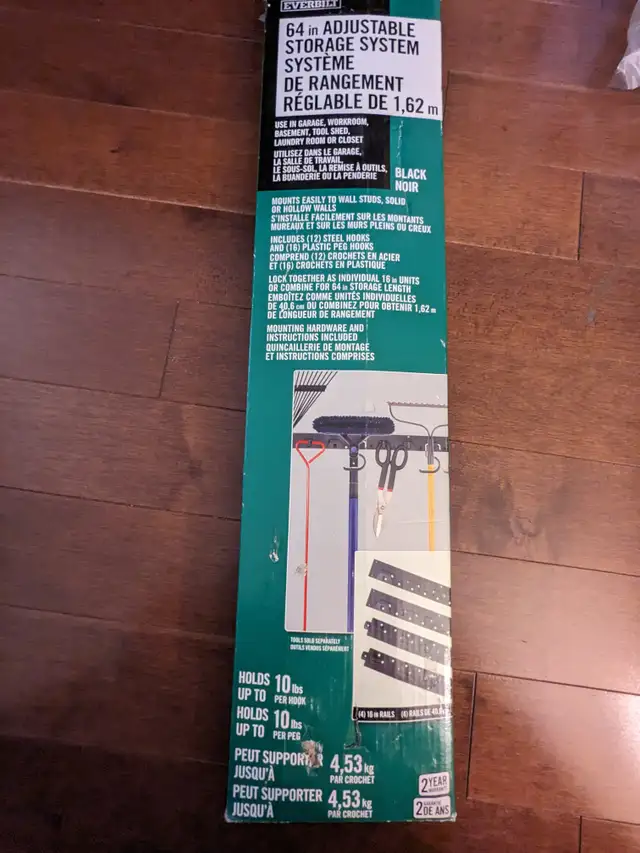 EVERBILT
64 in ADJUSTABLE
STORAGE SYSTEM
SYSTÈME
DE RANGEMENT
RÉGLABLE DE 1,62 m
USE IN GARAGE, WORKROOM,
BASEMENT, TOOL SHED,
LAUNDRY ROOM OR CLOSET
UTILISEZ DANS LE GARAGE,
LA SALLE DE TRAVAIL,
LE SOUS-SOL, LA REMISE À OUTILS,
LA BUANDERIE OU LA PENDERIE
BLACK
NOIR
MOUNTS EASILY TO WALL STUDS, SOLID
OR HOLLOW WALLS
S'INSTALLE FACILEMENT SUR LES MONTANTS
MUREAUX ET SUR LES MURS PLEINS OU CREUX
INCLUDES (12) STEEL HOOKS
AND (16) PLASTIC PEG HOOKS
COMPREND (12) CROCHETS EN ACIER
ET (16) CROCHETS EN PLASTIQUE
LOCK TOGETHER AS INDIVIDUAL 16 in UNITS
OR COMBINE FOR 64 in STORAGE LENGTH
EMBOÎTEZ COMME UNITÉS INDIVIDUELLES
DE 40,6 cm OU COMBINEZ POUR OBTENIR 1,62 m
DE LONGUEUR DE RANGEMENT
MOUNTING HARDWARE AND
INSTRUCTIONS INCLUDED
QUINCAILLERIE DE MONTAGE
ET INSTRUCTIONS COMPRISES
TOOLS SOLD SEPARATELY
OUTILS VENDUS SÉPARÉMENT
(4) 16 in RAILS (4) RAILS DE
HOLDS UP TO 10 lbs PER HOOK
HOLDS UP TO 10 lbs PER PEG
PEUT SUPPORTER JUSQU'À 4,53 kg PAR CROCHET
PEUT SUPPORTER JUSQU'À 4,53 kg PAR CROCHET
2 YEAR WARRANTY
GARANTIE 2 DE ANS